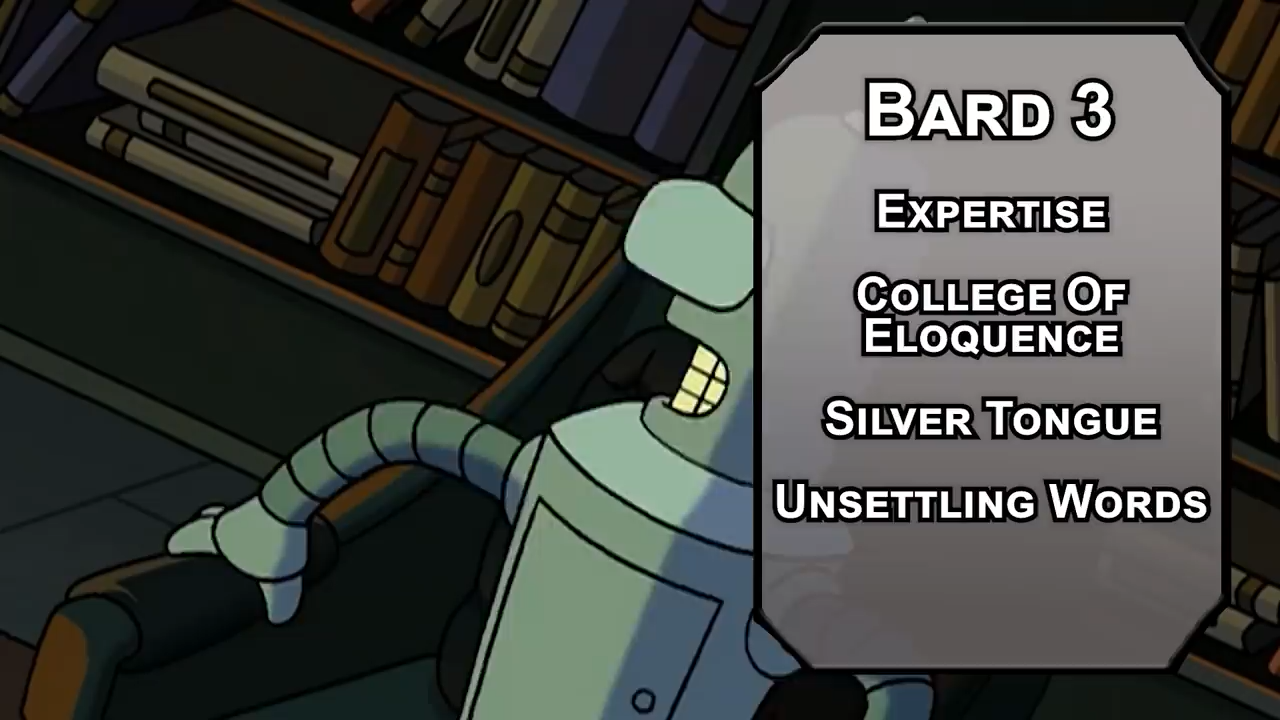 Bard 3
Expertise
College Of
Eloquence
Silver Tongue
Unsettling Words